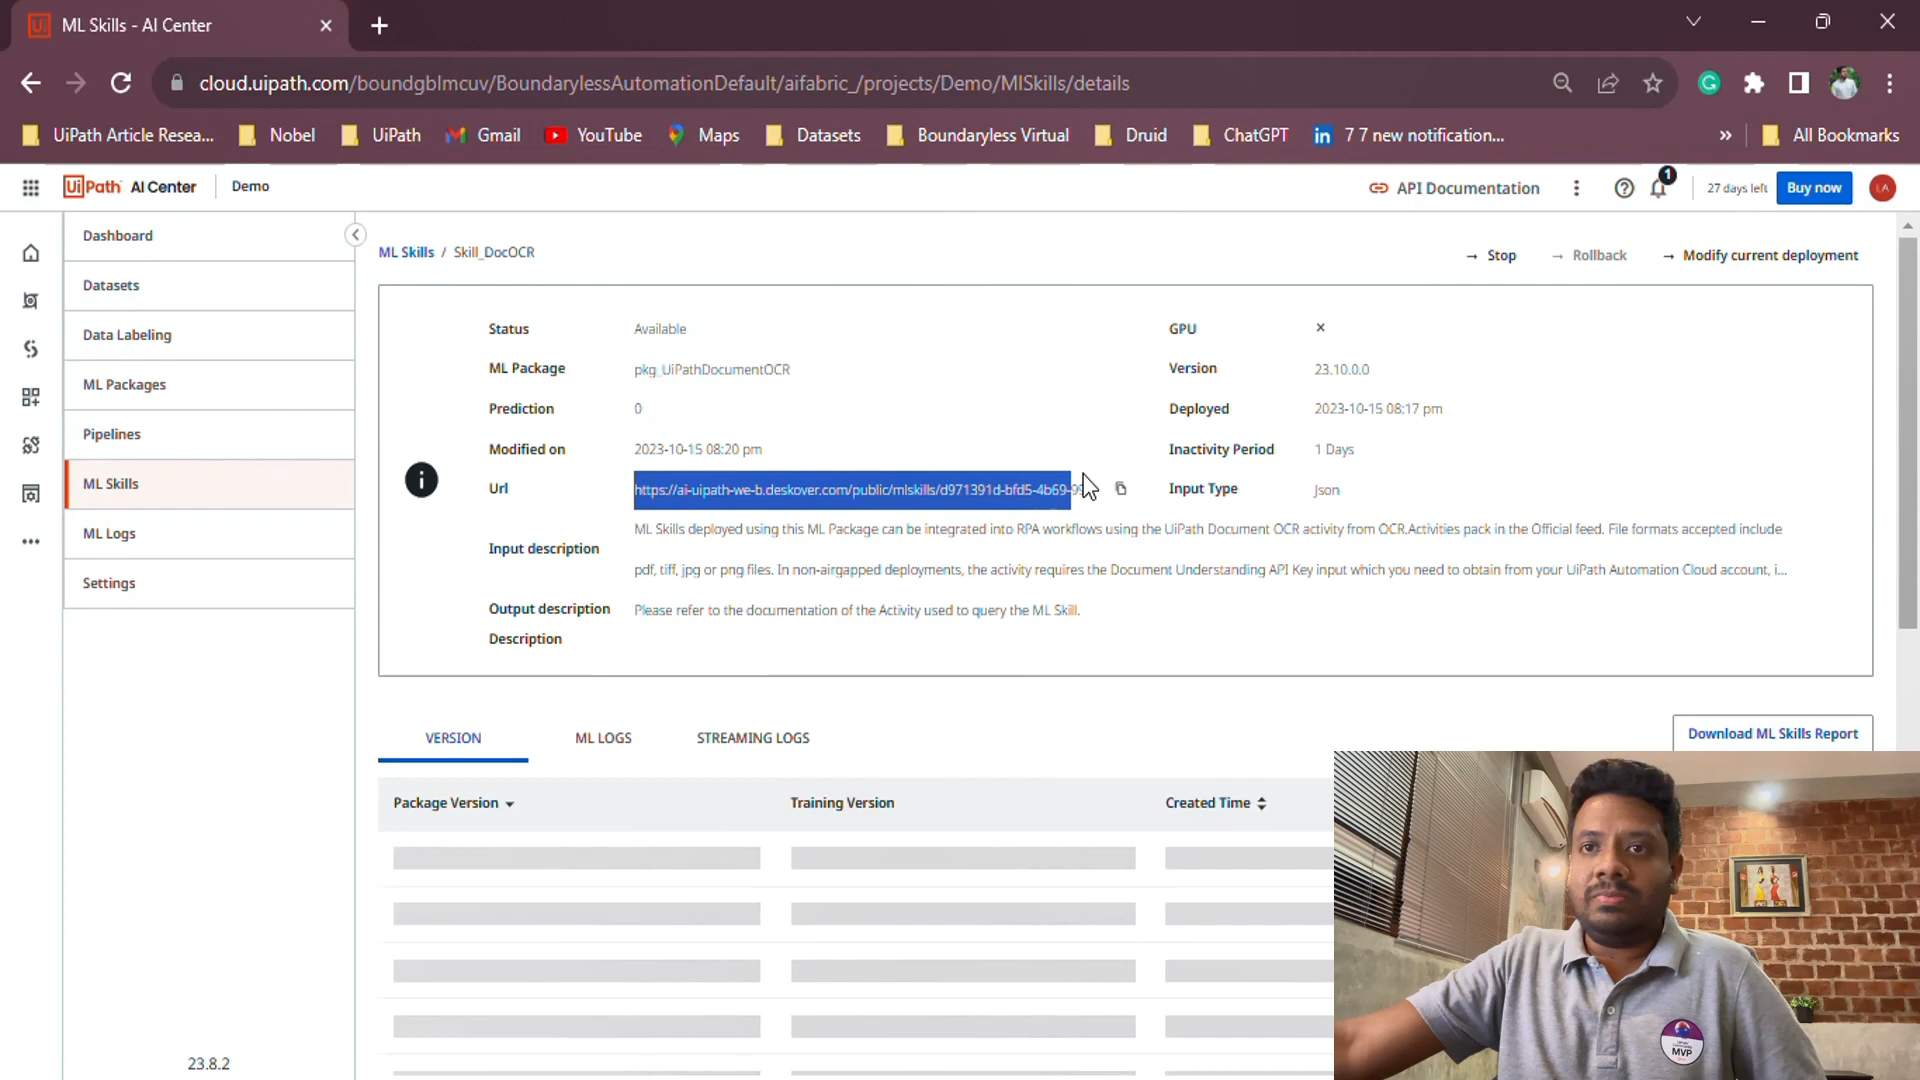 ML Skills - AI Center
cloud.uipath.com/boundgblmcuv/BoundarylessAutomationDefault/aifabric_/projects/Demo/MlSkills/details
UiPath Article Resea...
Nobel
UiPath
Gmail
YouTube
Maps
Datasets
Boundaryless Virtual
Druid
ChatGPT
7 7 new notification...
»
All Bookmarks
UiPath AI Center
Demo
API Documentation
1
27 days left
Buy now
LA
Dashboard
Datasets
Data Labeling
ML Packages
Pipelines
ML Skills
ML Logs
Settings
23.8.2
ML Skills / Skill_DocOCR
→ Stop
→ Rollback
→ Modify current deployment
Status Available
GPU ×
ML Package pkg_UiPathDocumentOCR
Version 23.10.0.0
Prediction 0
Deployed 2023-10-15 08:17 pm
Modified on 2023-10-15 08:20 pm
Inactivity Period 1 Days
Url https://ai-uipath-we-b.deskover.com/public/mlskills/d971391d-bfd5-4b69-99
Input Type Json
Input description
ML Skills deployed using this ML Package can be integrated into RPA workflows using the UiPath Document OCR activity from OCR.Activities pack in the Official feed. File formats accepted include
pdf, tiff, jpg or png files. In non-airgapped deployments, the activity requires the Document Understanding API Key input which you need to obtain from your UiPath Automation Cloud account, i...
Output description Please refer to the documentation of the Activity used to query the ML Skill.
Description
VERSION
ML LOGS
STREAMING LOGS
Download ML Skills Report
Package Version
Training Version
Created Time
MVP